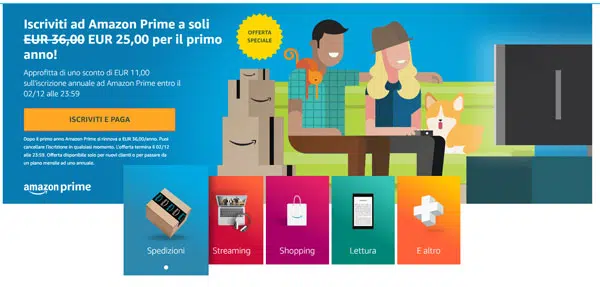 Iscriviti ad Amazon Prime a soli
EUR 36,00 EUR 25,00 per il primo
anno!
OFFERTA
SPECIALE
Approfitta di uno sconto di EUR 11,00
sull'iscrizione annuale ad Amazon Prime entro il
02/12 alle 23:59
ISCRIVITI E PAGA
Dopo il primo anno Amazon Prime si rinnova a EUR 36,00/anno. Puoi
cancellare l'iscrizione in qualsiasi momento. L'offerta termina il 02/12
alle 23:59. Offerta disponibile solo per nuovi clienti o per passare da
un piano mensile ad uno annuale.
amazon prime
Spedizioni
Streaming
Shopping
Lettura
E altro